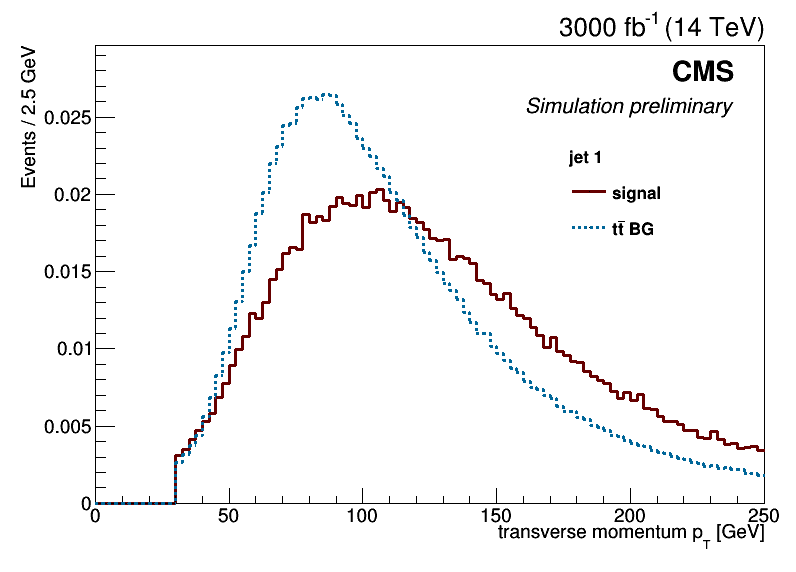 3000 fb⁻¹ (14 TeV)
CMS
Simulation preliminary
jet 1
signal
tt̄ BG
Events / 2.5 GeV
0.025
0.02
0.015
0.01
0.005
0
0 50 100 150 200 250
transverse momentum p_T [GeV]